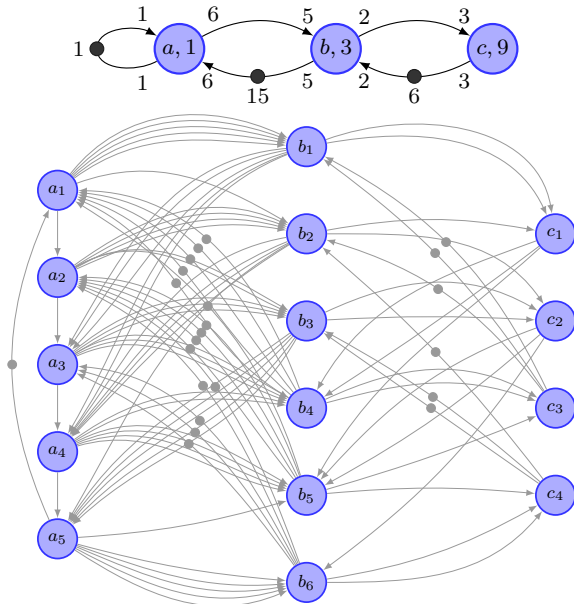 1 6 5 2 3
1 a, 1 b, 3 c, 9
1 6 15 5 2 6 3
b₁
a₁
b₂ c₁
a₂
b₃ c₂
a₃
b₄ c₃
a₄
b₅ c₄
a₅
b₆